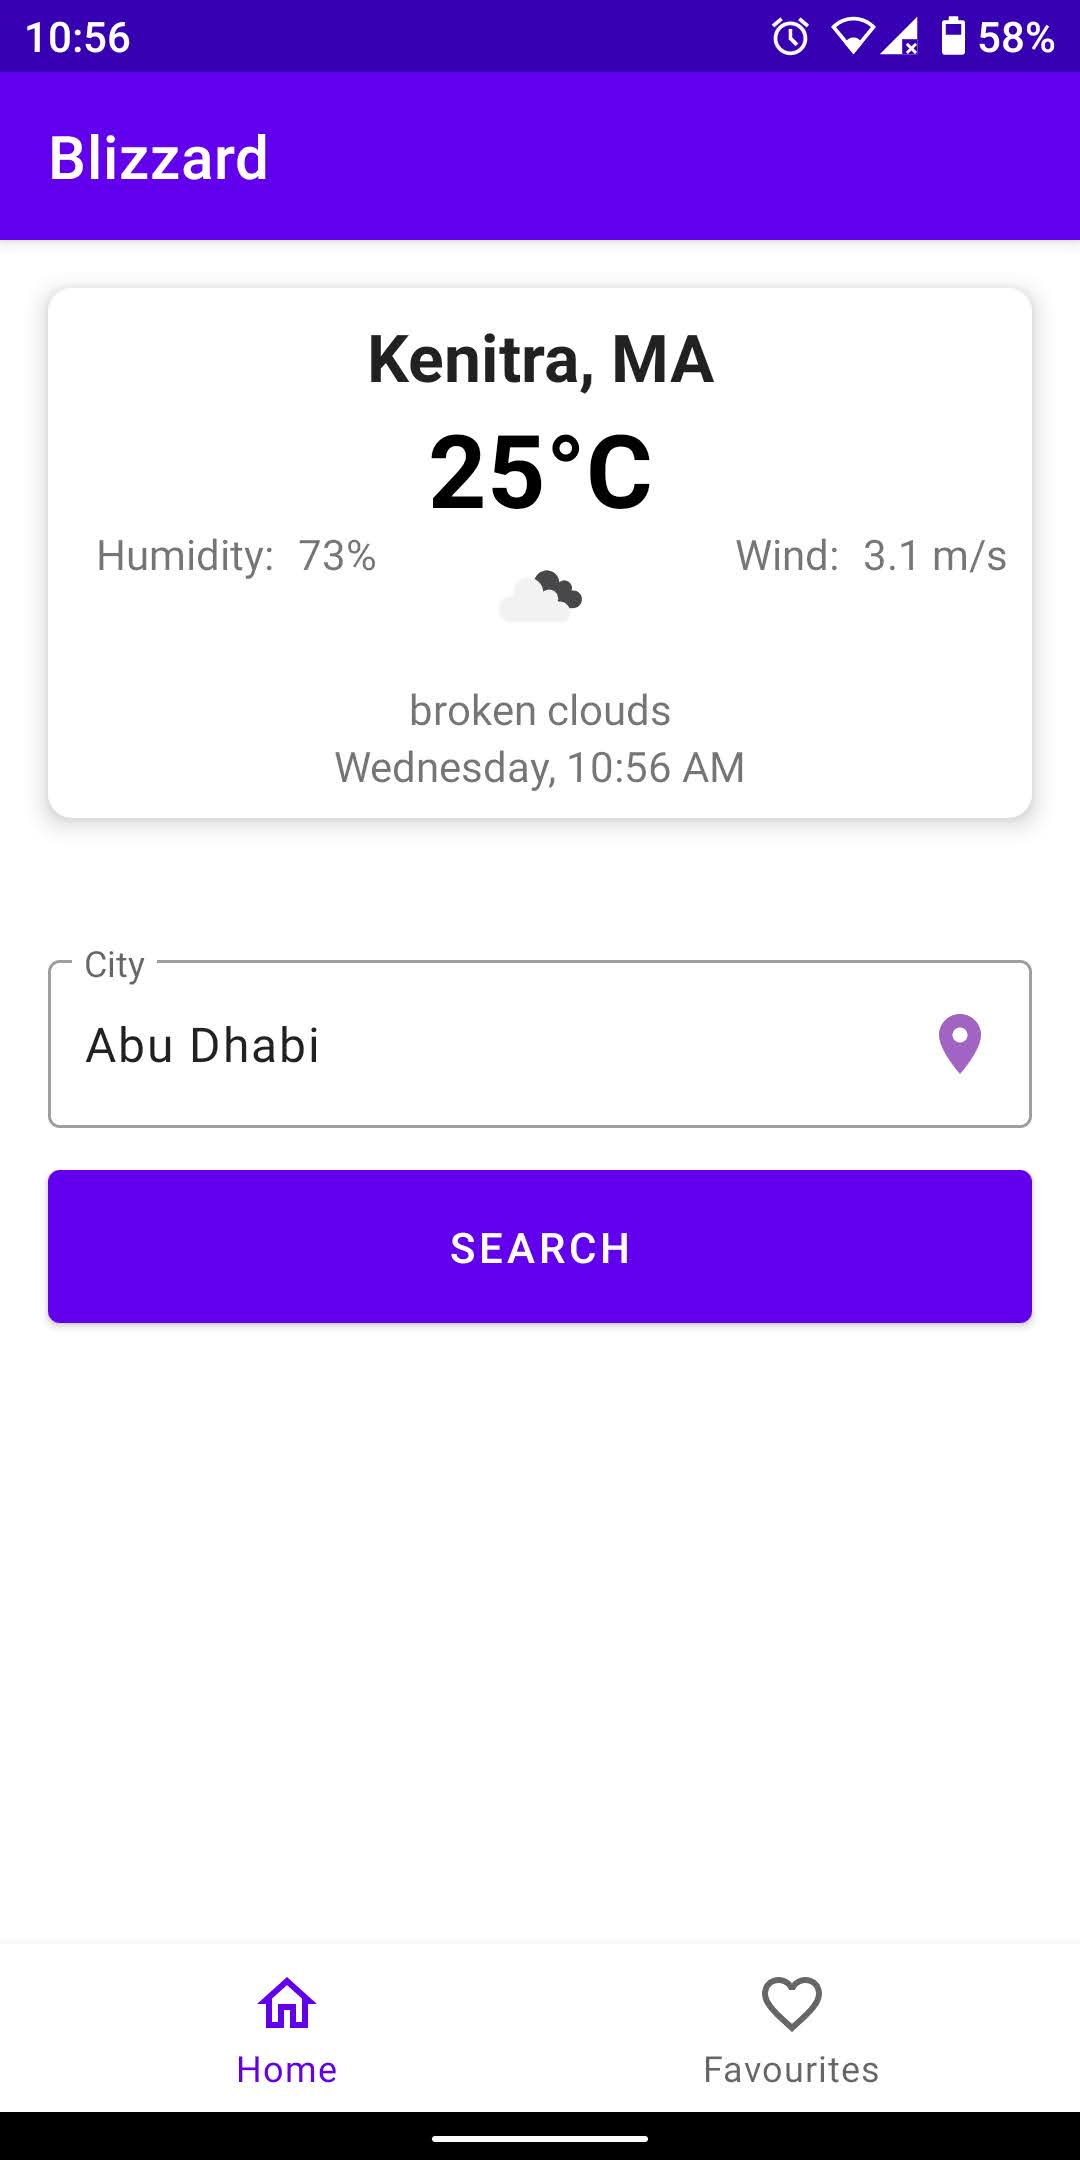 10:56 58%
Blizzard
Kenitra, MA
25°C
Humidity: 73% Wind: 3.1 m/s
broken clouds
Wednesday, 10:56 AM
City
Abu Dhabi
SEARCH
Home Favourites